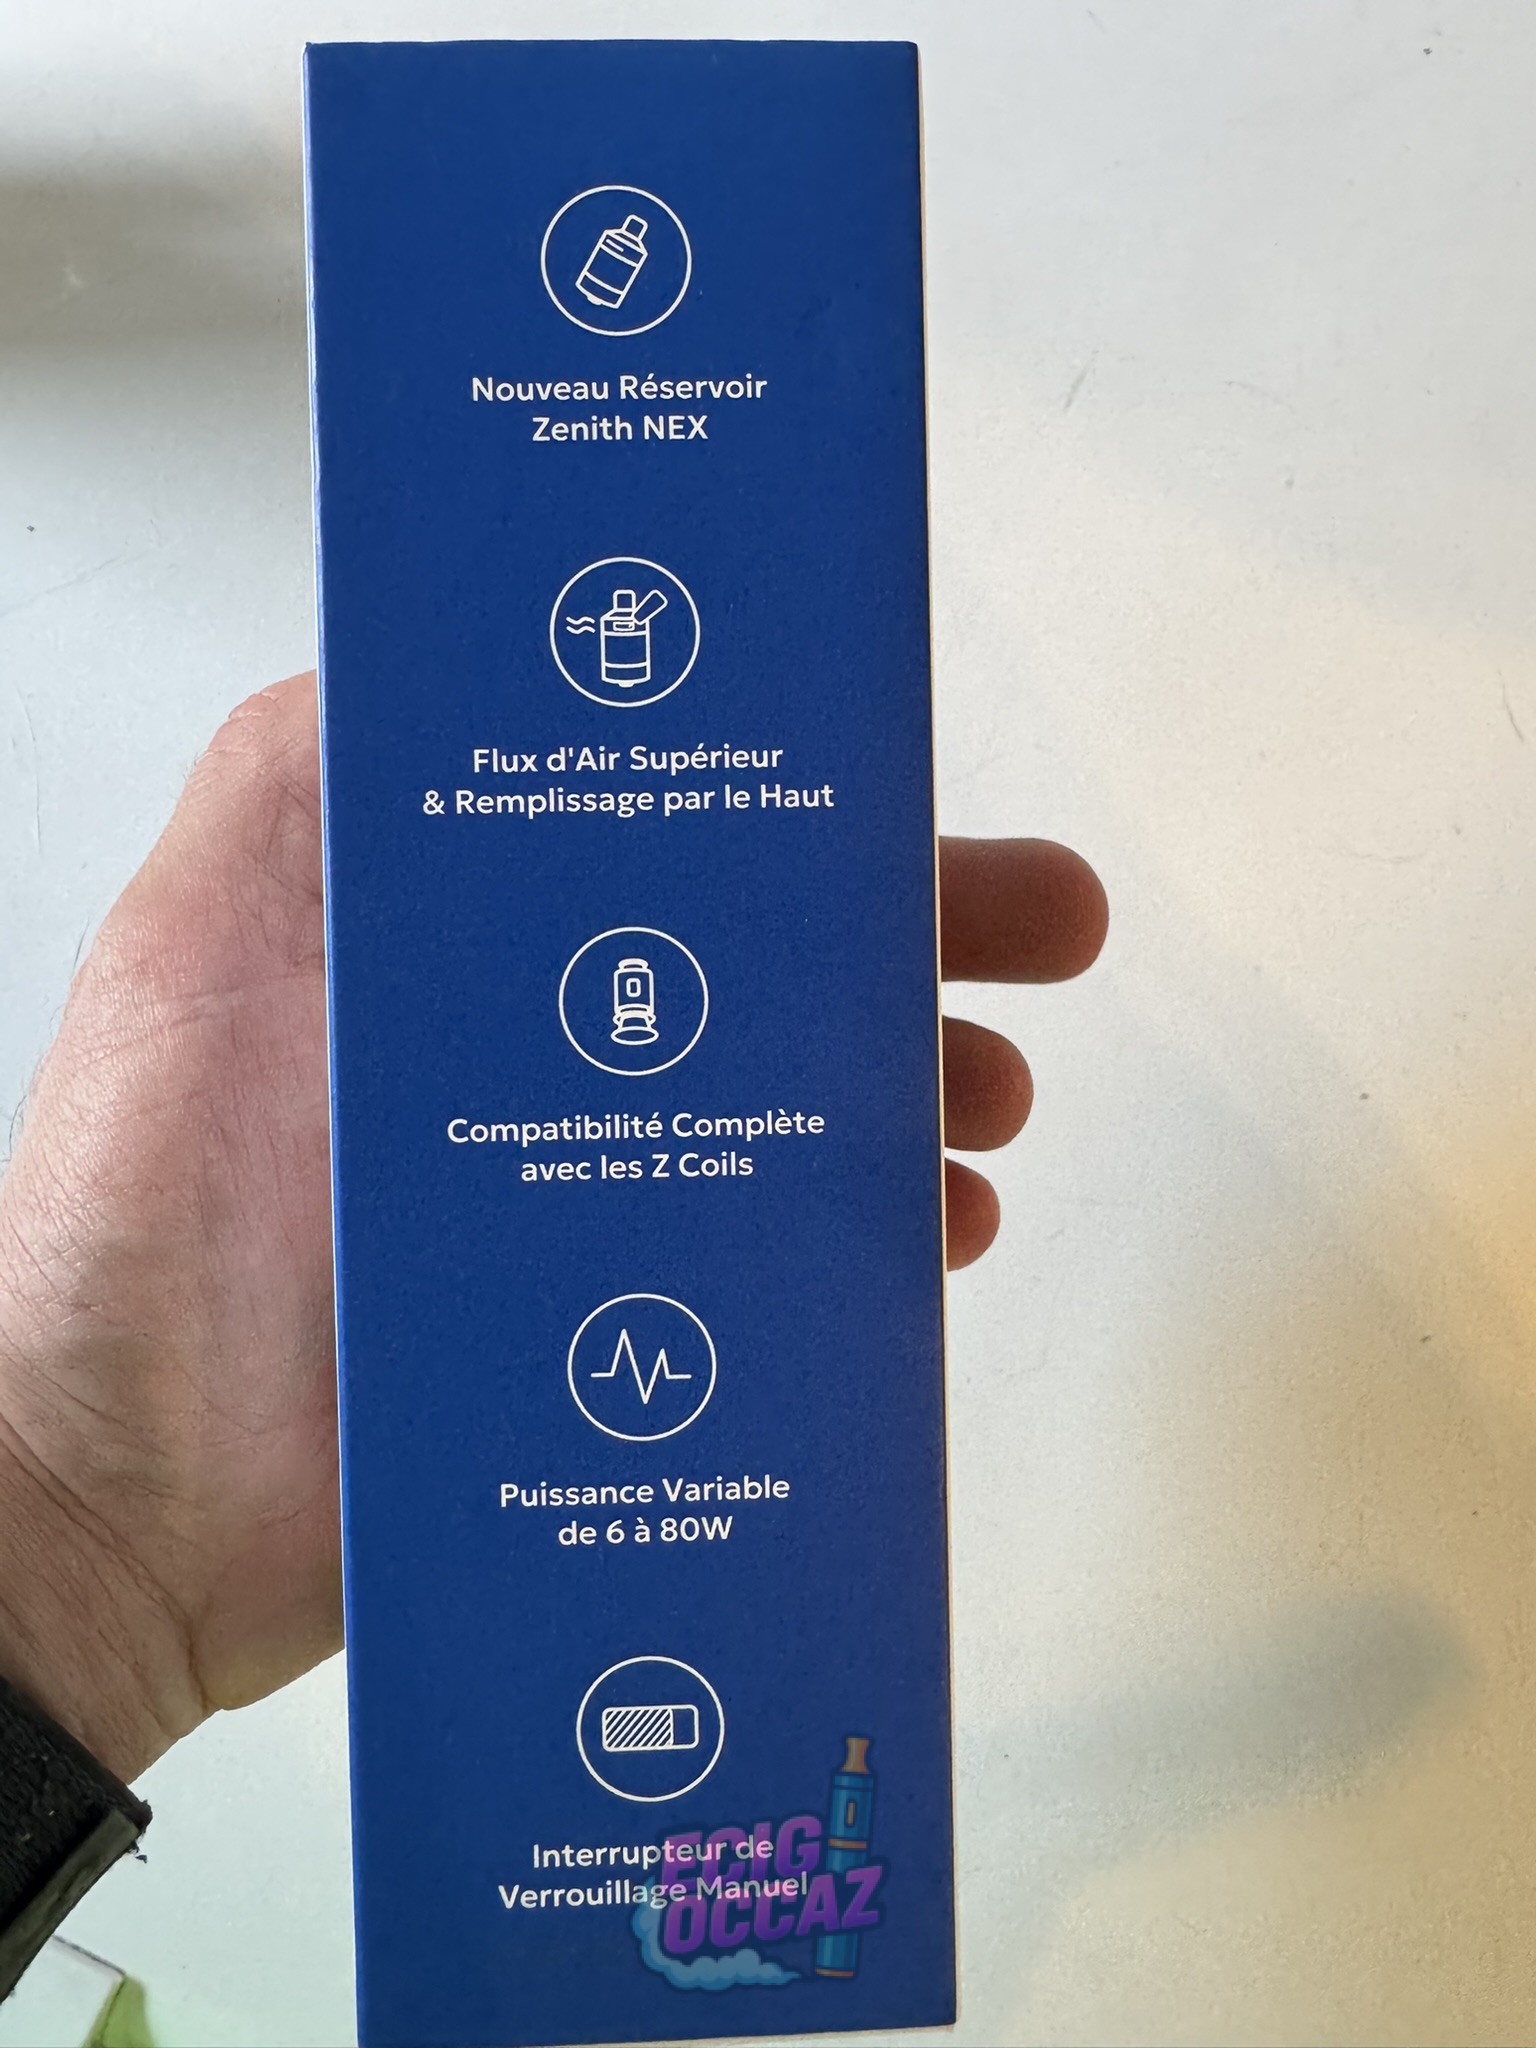 Nouveau Réservoir
Zenith NEX
Flux d'Air Supérieur
& Remplissage par le Haut
Compatibilité Complète
avec les Z Coils
Puissance Variable
de 6 à 80W
Interrupteur de
Verrouillage Manuel
ECIG
OCCAZ